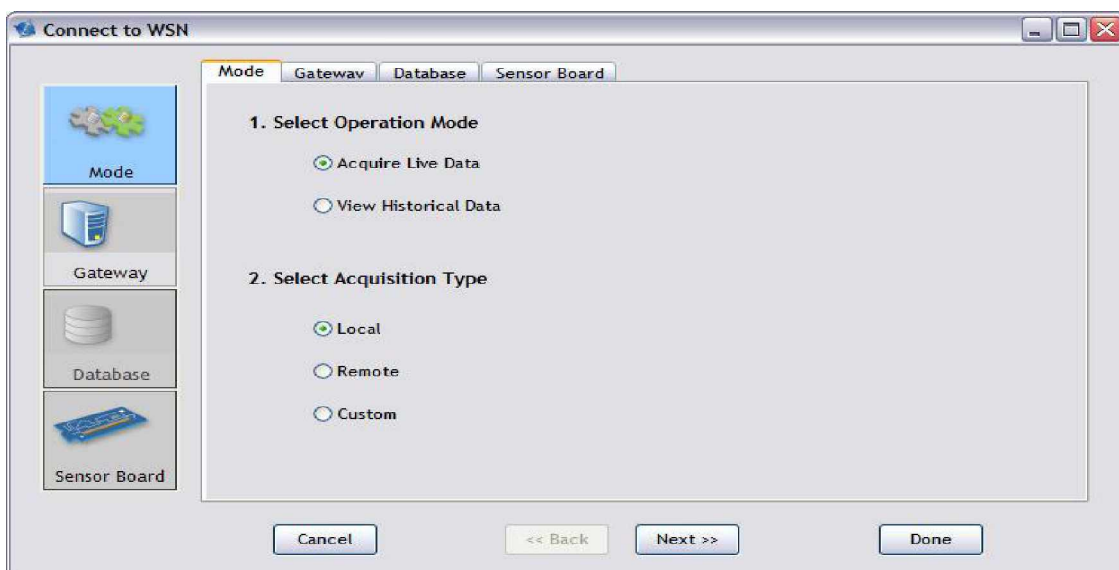 Connect to WSN
Mode Gateway Database Sensor Board
Mode
Gateway
Database
Sensor Board
1. Select Operation Mode
Acquire Live Data
View Historical Data
2. Select Acquisition Type
Local
Remote
Custom
Cancel << Back Next >> Done